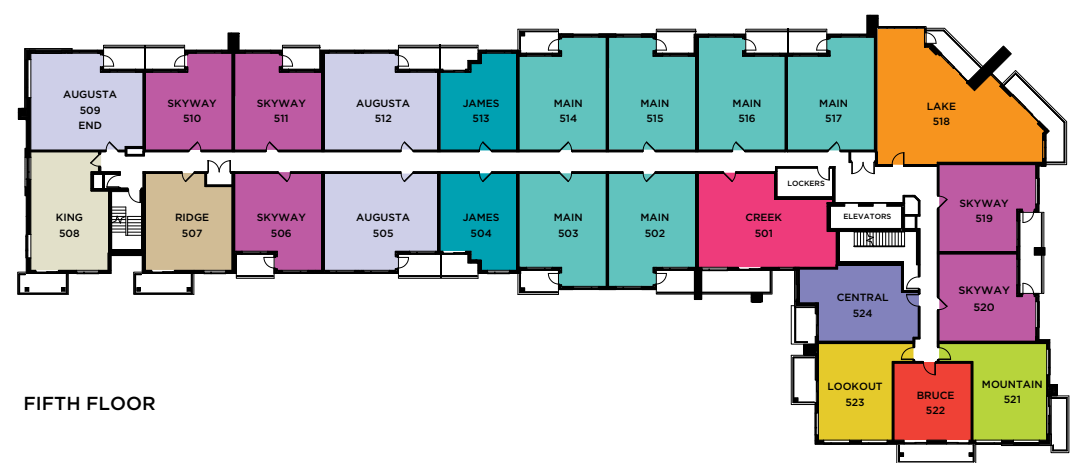 AUGUSTA
509
END
SKYWAY
510
SKYWAY
511
AUGUSTA
512
JAMES
513
MAIN
514
MAIN
515
MAIN
516
MAIN
517
LAKE
518
KING
508
RIDGE
507
SKYWAY
506
AUGUSTA
505
JAMES
504
MAIN
503
MAIN
502
CREEK
501
LOCKERS
ELEVATORS
SKYWAY
519
SKYWAY
520
CENTRAL
524
LOOKOUT
523
BRUCE
522
MOUNTAIN
521
FIFTH FLOOR